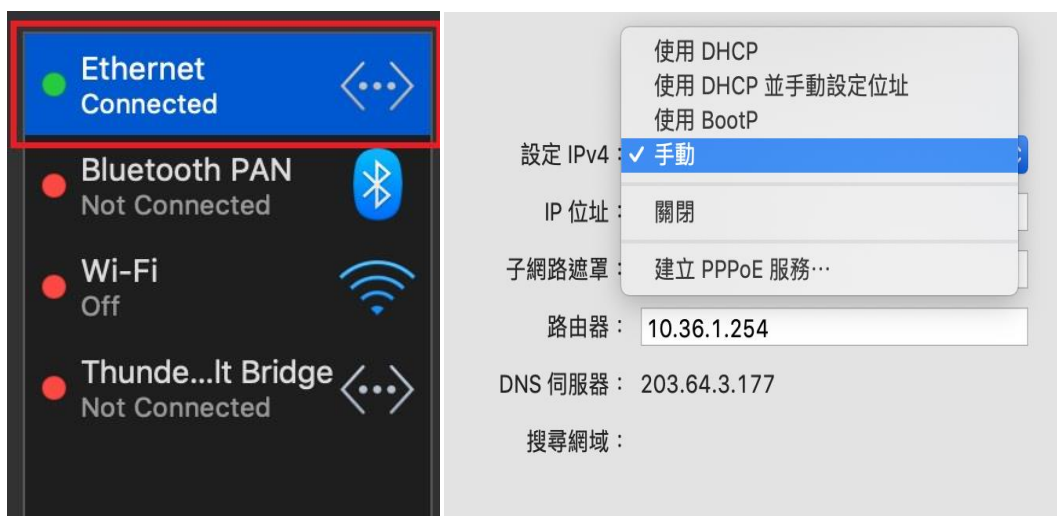 Ethernet
Connected
Bluetooth PAN
Not Connected
Wi-Fi
Off
Thunde...lt Bridge
Not Connected
使用 DHCP
使用 DHCP 並手動設定位址
使用 BootP
設定 IPv4：✓ 手動
IP 位址：
關閉
子網路遮罩：
建立 PPPoE 服務⋯
路由器： 10.36.1.254
DNS 伺服器： 203.64.3.177
搜尋網域：